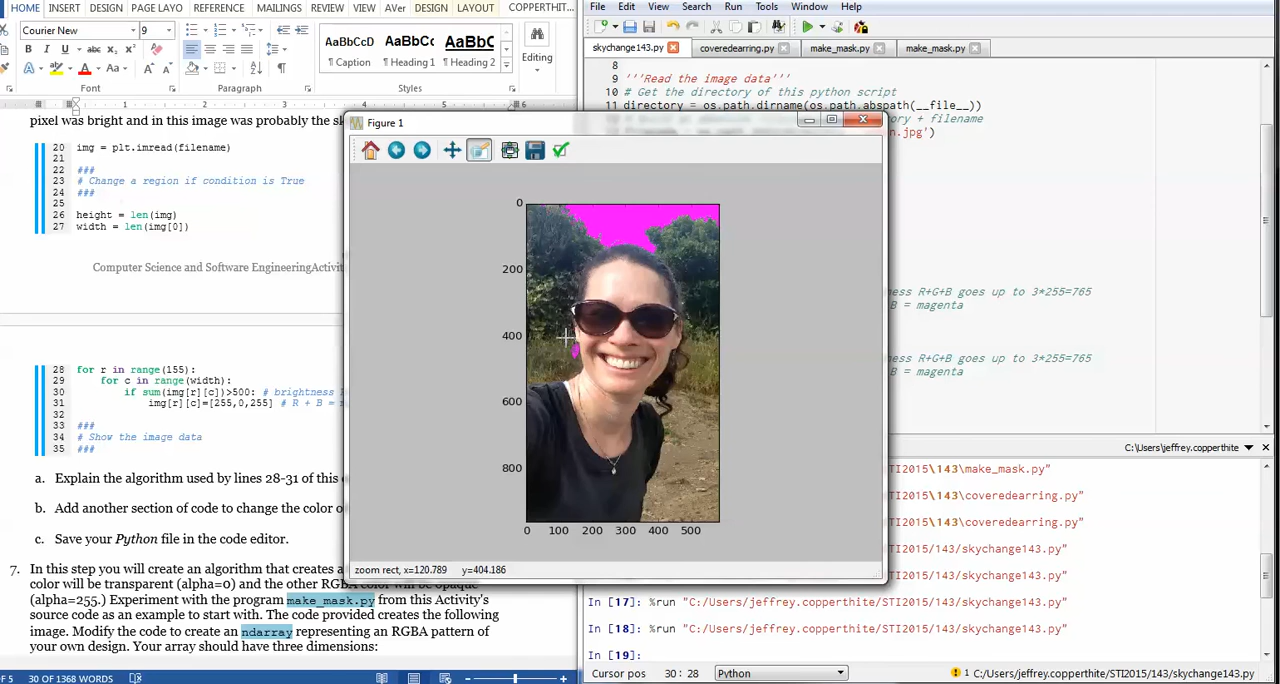 HOME INSERT DESIGN PAGE LAYO REFERENCE MAILINGS REVIEW VIEW AVer DESIGN LAYOUT COPPERTHIT...
Courier New 9
B I U abc
A A Aa A A
Font Paragraph Styles
AaBbCcD AaBbCc AaBbC
¶ Caption ¶ Heading 1 ¶ Heading 2
Editing
1 2 3 4 5 6
pixel was bright and in this image was probably the sk
20 img = plt.imread(filename)
21
22 ###
23 # Change a region if condition is True
24 ###
25
26 height = len(img)
27 width = len(img[0])
Computer Science and Software EngineeringActivit
28 for r in range(155):
29 for c in range(width):
30 if sum(img[r][c])>500: # brightness
31 img[r][c]=[255,0,255] # R + B =
32
33 ###
34 # Show the image data
35 ###
a. Explain the algorithm used by lines 28-31 of this
b. Add another section of code to change the color o
c. Save your Python file in the code editor.
7. In this step you will create an algorithm that creates a
color will be transparent (alpha=0) and the other RGBA color will be opaque
(alpha=255.) Experiment with the program make_mask.py from this Activity's
source code as an example to start with. The code provided creates the following
image. Modify the code to create an ndarray representing an RGBA pattern of
your own design. Your array should have three dimensions:
OF 5 30 OF 1368 WORDS
Figure 1
0
200
400
600
800
0 100 200 300 400 500
zoom rect, x=120.789 y=404.186
File Edit View Search Run Tools Window Help
skychange143.py coveredearring.py make_mask.py make_mask.py
8
9 '''Read the image data'''
10 # Get the directory of this python script
11 directory = os.path.dirname(os.path.abspath(__file__))
ory + filename
n.jpg')
ness R+G+B goes up to 3*255=765
B = magenta
ness R+G+B goes up to 3*255=765
B = magenta
C:\Users\jeffrey.copperthite
STI2015\143\make_mask.py"
STI2015\143\coveredearring.py"
STI2015\143\coveredearring.py"
STI2015/143/skychange143.py"
STI2015/143/skychange143.py"
In [17]: %run "C:/Users/jeffrey.copperthite/STI2015/143/skychange143.py"
In [18]: %run "C:/Users/jeffrey.copperthite/STI2015/143/skychange143.py"
In [19]:
Cursor pos 30 : 28 Python 1 C:/Users/jeffrey.copperthite/STI2015/143/skychange143.py